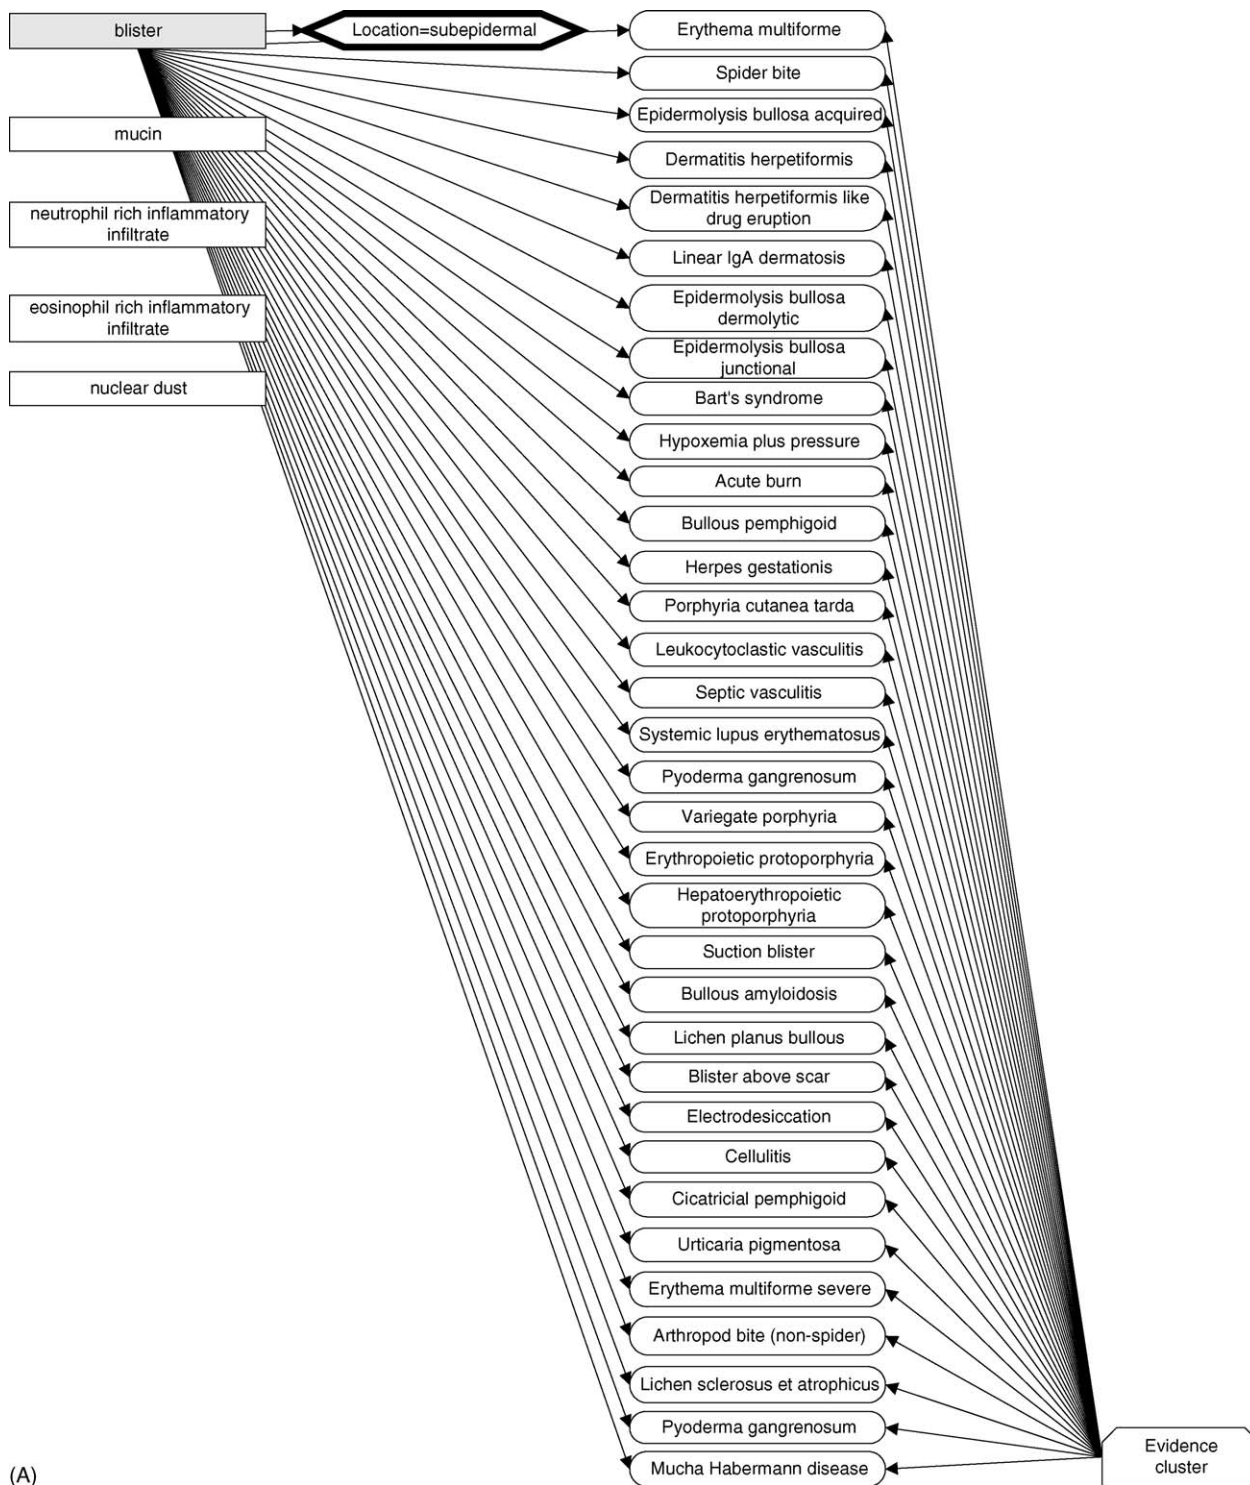 blister
Location=subepidermal
mucin
neutrophil rich inflammatory
infiltrate
eosinophil rich inflammatory
infiltrate
nuclear dust
Erythema multiforme
Spider bite
Epidermolysis bullosa acquired
Dermatitis herpetiformis
Dermatitis herpetiformis like
drug eruption
Linear IgA dermatosis
Epidermolysis bullosa
dermolytic
Epidermolysis bullosa
junctional
Bart's syndrome
Hypoxemia plus pressure
Acute burn
Bullous pemphigoid
Herpes gestationis
Porphyria cutanea tarda
Leukocytoclastic vasculitis
Septic vasculitis
Systemic lupus erythematosus
Pyoderma gangrenosum
Variegate porphyria
Erythropoietic protoporphyria
Hepatoerythropoietic
protoporphyria
Suction blister
Bullous amyloidosis
Lichen planus bullous
Blister above scar
Electrodesiccation
Cellulitis
Cicatricial pemphigoid
Urticaria pigmentosa
Erythema multiforme severe
Arthropod bite (non-spider)
Lichen sclerosus et atrophicus
Pyoderma gangrenosum
Mucha Habermann disease
Evidence
cluster
(A)